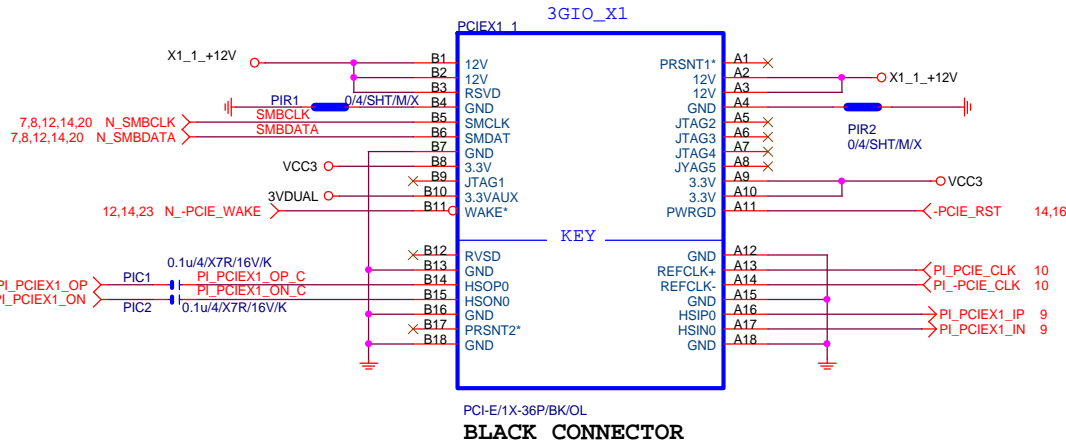 3GIO_X1
PCIEX1_1
X1_1_+12V B1 12V PRSNT1* A1
B2 12V 12V A2 X1_1_+12V
B3 RSVD 12V A3
PIR1 0/4/SHT/M/X B4 GND GND A4
7,8,12,14,20 N_SMBCLK SMBCLK B5 SMCLK JTAG2 A5 PIR2
7,8,12,14,20 N_SMBDATA SMBDATA B6 SMDAT JTAG3 A6 0/4/SHT/M/X
B7 GND JTAG4 A7
VCC3 B8 3.3V JYAG5 A8
B9 JTAG1 3.3V A9 VCC3
3VDUAL B10 3.3VAUX 3.3V A10
12,14,23 N_-PCIE_WAKE B11 WAKE* PWRGD A11 -PCIE_RST 14,16
KEY
B12 RVSD GND A12
0.1u/4/X7R/16V/K B13 GND REFCLK+ A13 PI_PCIE_CLK 10
PI_PCIEX1_OP PIC1 PI_PCIEX1_OP_C B14 HSOP0 REFCLK- A14 PI_-PCIE_CLK 10
PI_PCIEX1_ON PIC2 PI_PCIEX1_ON_C B15 HSON0 GND A15
0.1u/4/X7R/16V/K B16 GND HSIP0 A16 PI_PCIEX1_IP 9
B17 PRSNT2* HSIN0 A17 PI_PCIEX1_IN 9
B18 GND GND A18
PCI-E/1X-36P/BK/OL
BLACK CONNECTOR